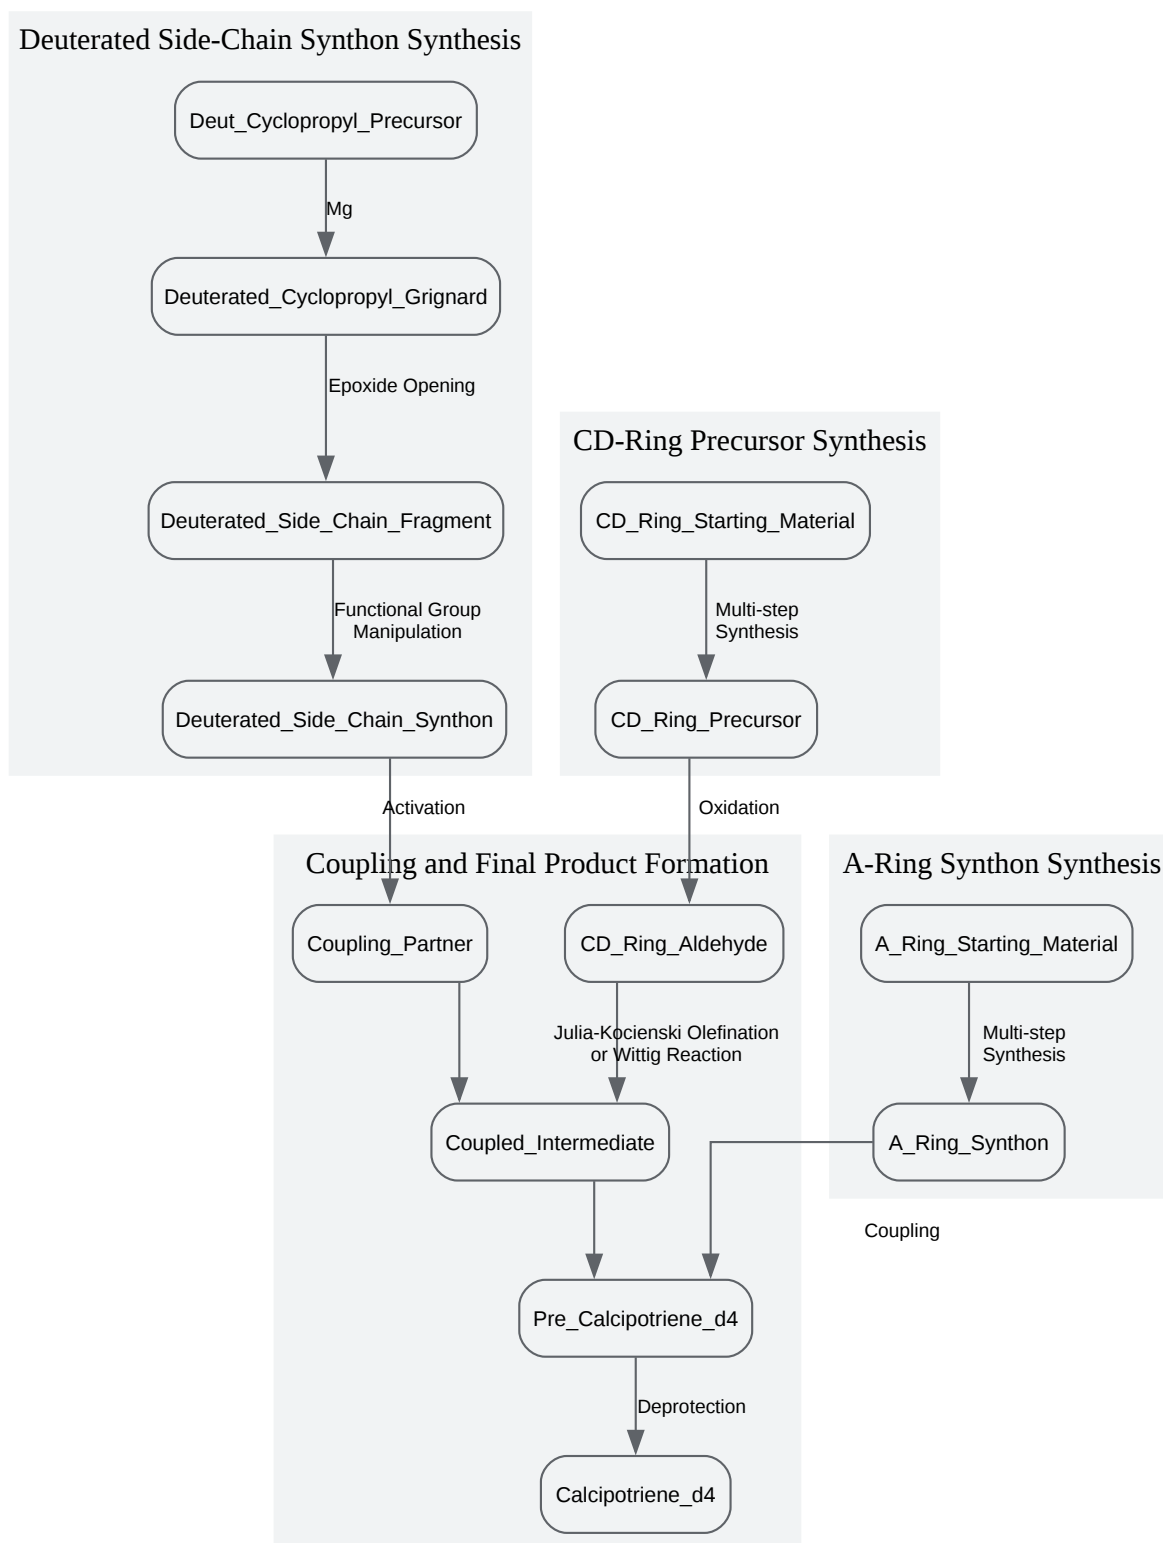 Deuterated Side-Chain Synthon Synthesis
Deut_Cyclopropyl_Precursor
Mg
Deuterated_Cyclopropyl_Grignard
Epoxide Opening
Deuterated_Side_Chain_Fragment
Functional Group
Manipulation
Deuterated_Side_Chain_Synthon
Activation
CD-Ring Precursor Synthesis
CD_Ring_Starting_Material
Multi-step
Synthesis
CD_Ring_Precursor
Oxidation
Coupling and Final Product Formation
Coupling_Partner
CD_Ring_Aldehyde
Julia-Kocienski Olefination
or Wittig Reaction
Coupled_Intermediate
A-Ring Synthon Synthesis
A_Ring_Starting_Material
Multi-step
Synthesis
A_Ring_Synthon
Coupling
Pre_Calcipotriene_d4
Deprotection
Calcipotriene_d4